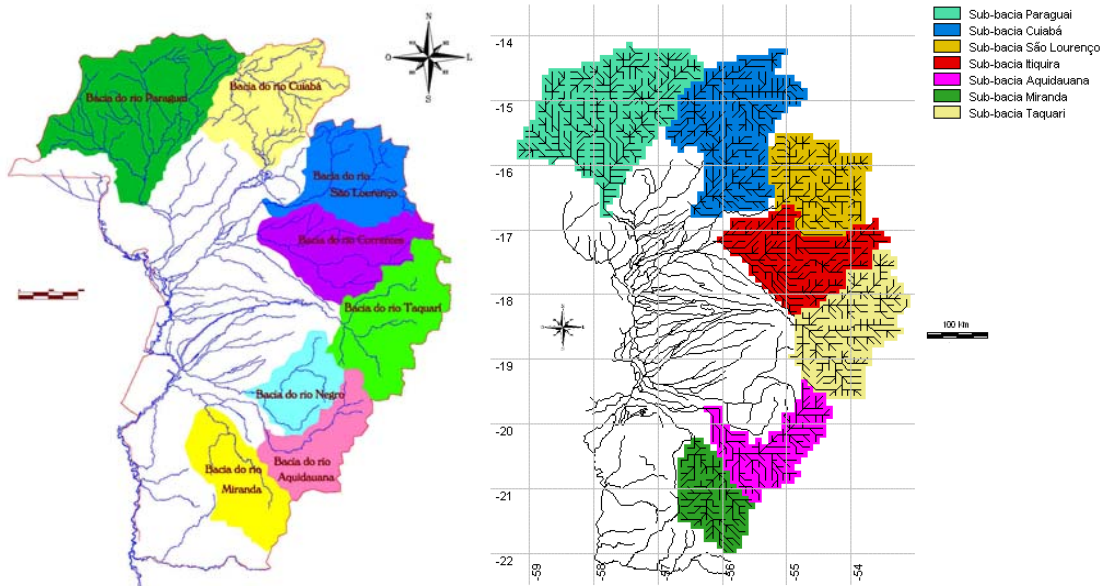 N
O
L
S
Bacia do rio Paraguai
Bacia do rio Cuiabá
Bacia do rio
São Lourenço
Bacia do rio Correntes
Bacia do rio Taquari
Bacia do rio Negro
Bacia do rio
Aquidauana
Bacia do rio
Miranda
Sub-bacia Paraguai
Sub-bacia Cuiabá
Sub-bacia São Lourenço
Sub-bacia Itiquira
Sub-bacia Aquidauana
Sub-bacia Miranda
Sub-bacia Taquari
-14
-15
-16
-17
-18
-19
-20
-21
-22
-59
-58
-57
-56
-55
-54
100 Km